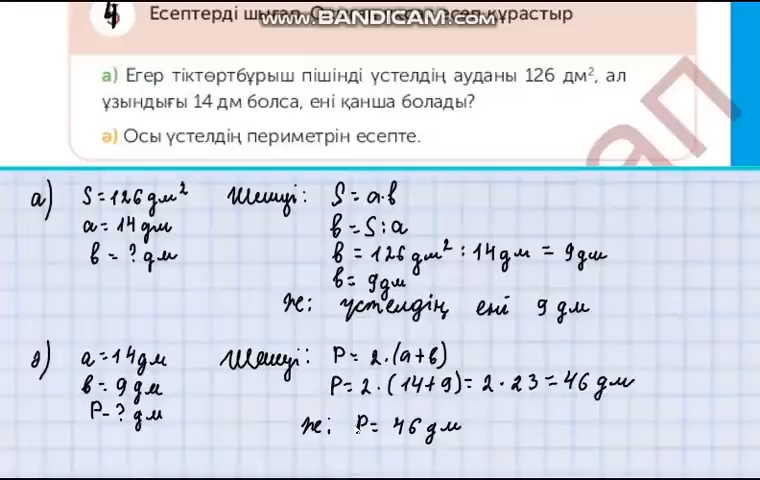 4 Есептерді шығар.
www.BANDICAM.com
құрастыр
а) Егер тіктөртбұрыш пішінді үстелдің ауданы 126 дм², ал
ұзындығы 14 дм болса, ені қанша болады?
ә) Осы үстелдің периметрін есепте.
а) S = 126 дм² Шешуі: S = а·в
а = 14 дм в = S : а
в = ? дм в = 126 дм² : 14 дм = 9 дм
в = 9 дм
Ж: үстелдің ені 9 дм
ә) а = 14 дм Шешуі: Р = 2·(а+в)
в = 9 дм Р = 2·(14+9) = 2·23 = 46 дм
Р - ? дм
Ж: Р = 46 дм